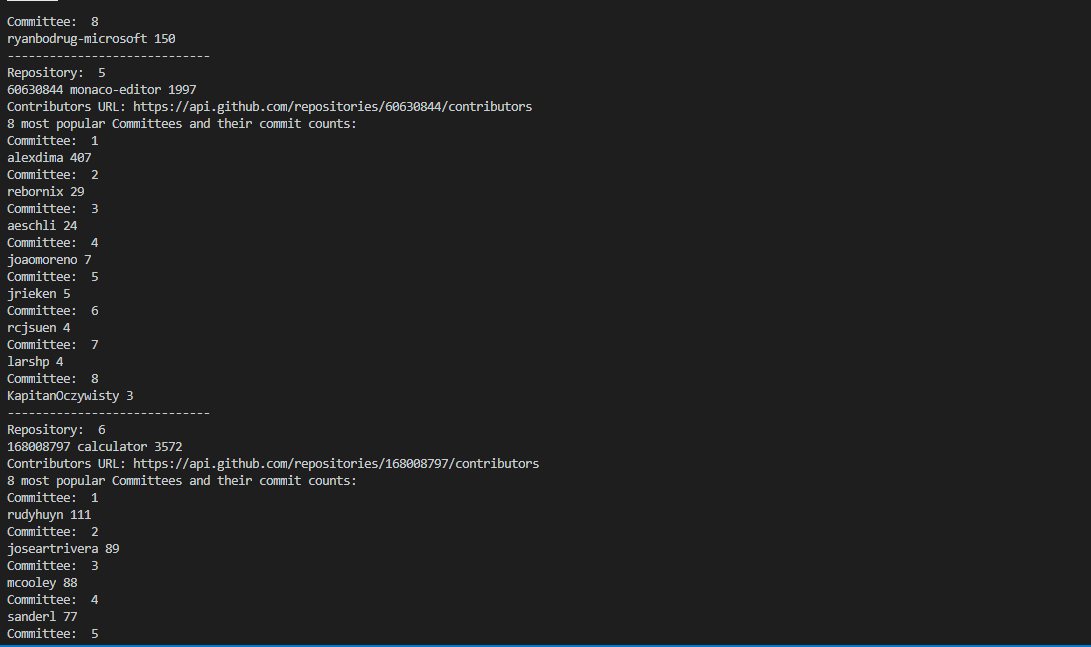 Committee:  8
ryanbodrug-microsoft 150
-----------------------------
Repository:  5
60630844 monaco-editor 1997
Contributors URL: https://api.github.com/repositories/60630844/contributors
8 most popular Committees and their commit counts:
Committee:  1
alexdima 407
Committee:  2
rebornix 29
Committee:  3
aeschli 24
Committee:  4
joaomoreno 7
Committee:  5
jrieken 5
Committee:  6
rcjsuen 4
Committee:  7
larshp 4
Committee:  8
KapitanOczywisty 3
-----------------------------
Repository:  6
168008797 calculator 3572
Contributors URL: https://api.github.com/repositories/168008797/contributors
8 most popular Committees and their commit counts:
Committee:  1
rudyhuyn 111
Committee:  2
joseartrivera 89
Committee:  3
mcooley 88
Committee:  4
sanderl 77
Committee:  5